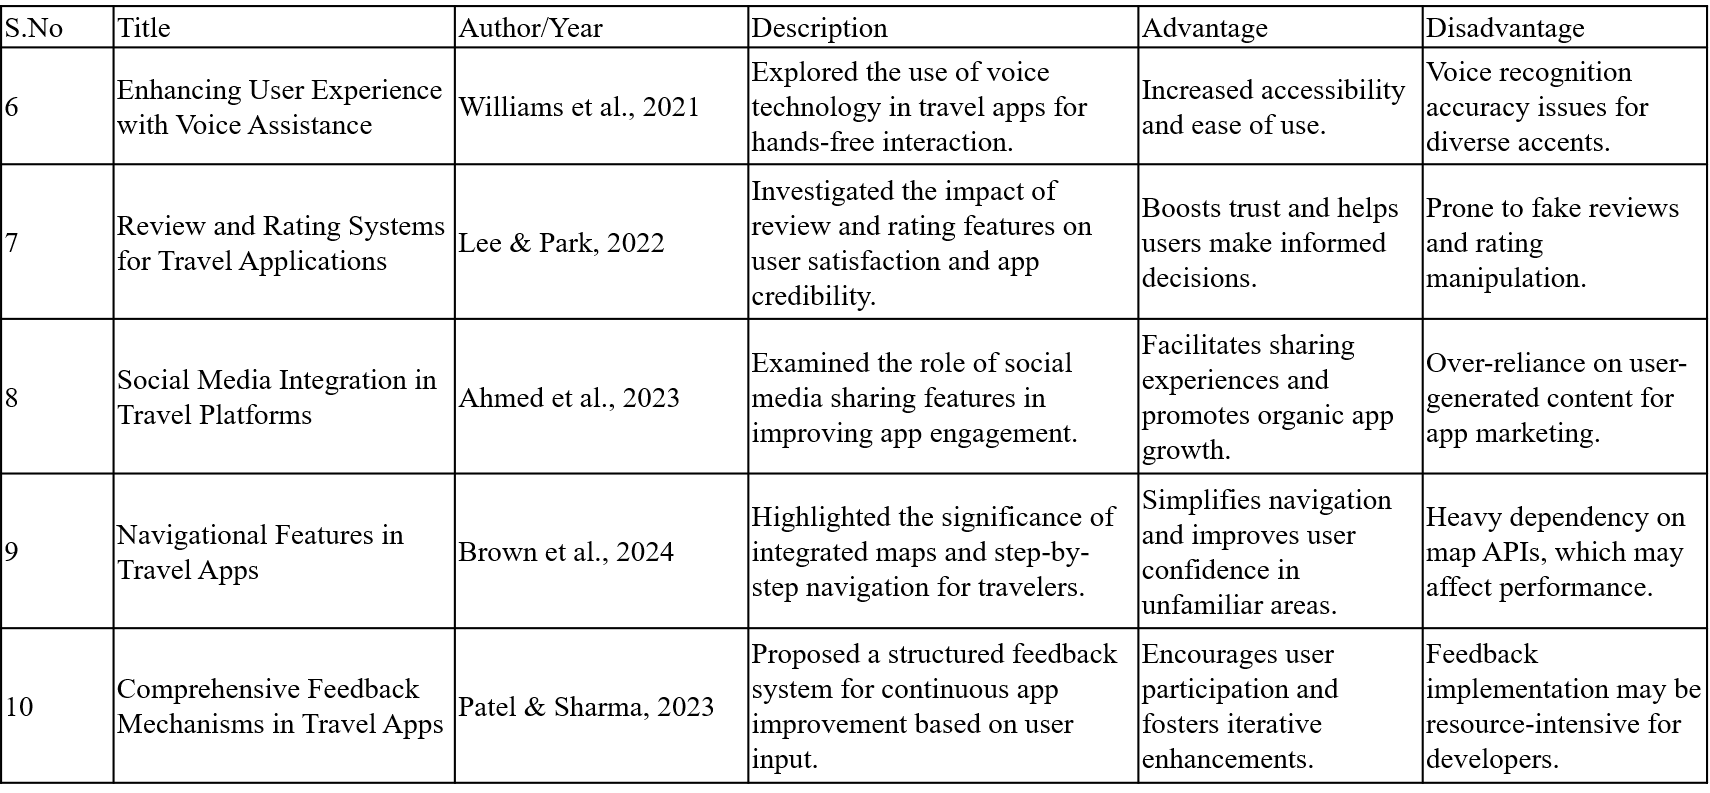 S.No Title Author/Year Description Advantage Disadvantage
6
Enhancing User Experience
with Voice Assistance
Williams et al., 2021
Explored the use of voice
technology in travel apps for
hands-free interaction.
Increased accessibility
and ease of use.
Voice recognition
accuracy issues for
diverse accents.
7
Review and Rating Systems
for Travel Applications
Lee & Park, 2022
Investigated the impact of
review and rating features on
user satisfaction and app
credibility.
Boosts trust and helps
users make informed
decisions.
Prone to fake reviews
and rating
manipulation.
8
Social Media Integration in
Travel Platforms
Ahmed et al., 2023
Examined the role of social
media sharing features in
improving app engagement.
Facilitates sharing
experiences and
promotes organic app
growth.
Over-reliance on user-
generated content for
app marketing.
9
Navigational Features in
Travel Apps
Brown et al., 2024
Highlighted the significance of
integrated maps and step-by-
step navigation for travelers.
Simplifies navigation
and improves user
confidence in
unfamiliar areas.
Heavy dependency on
map APIs, which may
affect performance.
10
Comprehensive Feedback
Mechanisms in Travel Apps
Patel & Sharma, 2023
Proposed a structured feedback
system for continuous app
improvement based on user
input.
Encourages user
participation and
fosters iterative
enhancements.
Feedback
implementation may be
resource-intensive for
developers.